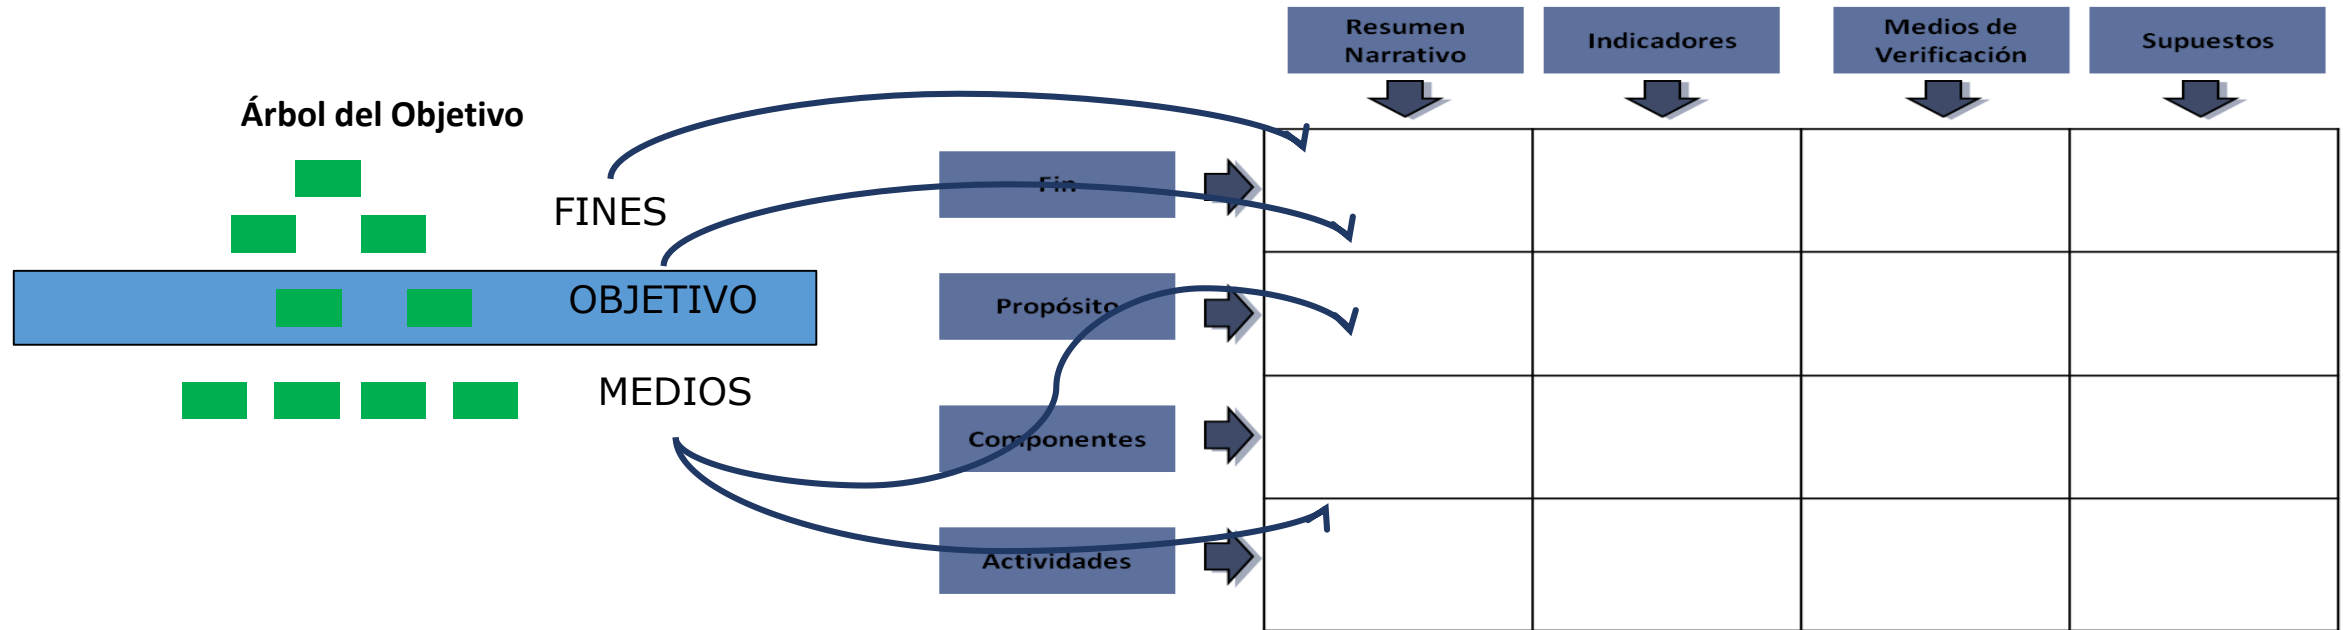 Resumen
Narrativo
Indicadores
Medios de
Verificación
Supuestos
Árbol del Objetivo
FINES
Fin
OBJETIVO
Propósito
MEDIOS
Componentes
Actividades